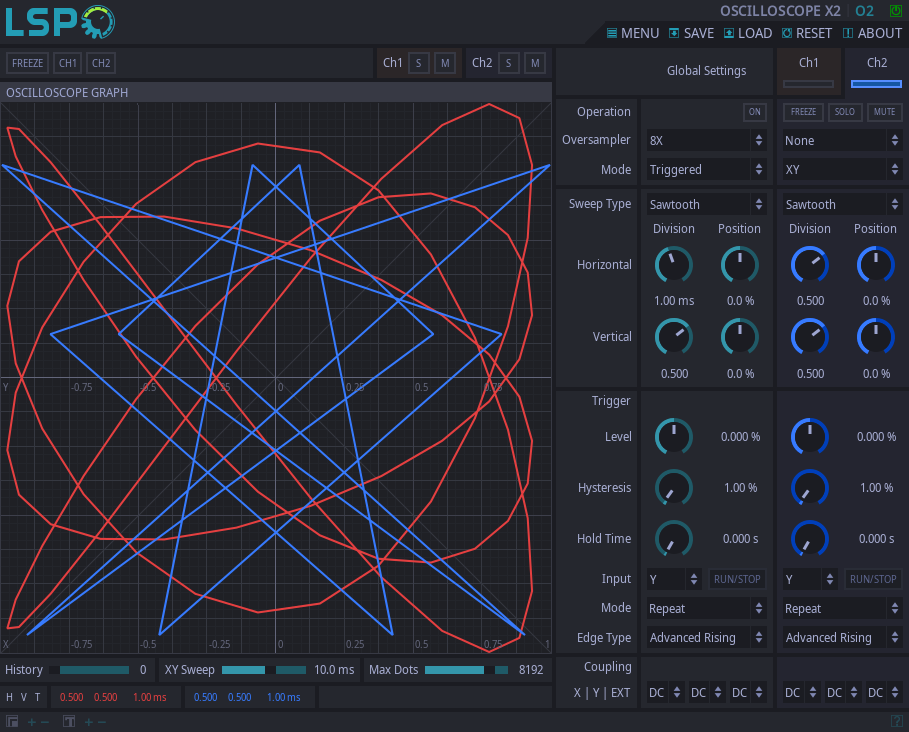 LSP
OSCILLOSCOPE X2 O2
MENU SAVE LOAD RESET ABOUT
FREEZE CH1 CH2 Ch1 S M Ch2 S M
Global Settings Ch1 Ch2
OSCILLOSCOPE GRAPH
Operation ON FREEZE SOLO MUTE
Oversampler 8X None
Mode Triggered XY
Sweep Type Sawtooth Sawtooth
Division Position Division Position
Horizontal
1.00 ms 0.0 % 0.500 0.0 %
Vertical
0.500 0.0 % 0.500 0.0 %
Y -0.75 -0.5 -0.25 0 0.25 0.5 0.75
Trigger
Level 0.000 % 0.000 %
Hysteresis 1.00 % 1.00 %
Hold Time 0.000 s 0.000 s
Input Y RUN/STOP Y RUN/STOP
Mode Repeat Repeat
Edge Type Advanced Rising Advanced Rising
X -0.75 -0.5 -0.25 0 0.25 0.5 0.75 1
Coupling
History 0 XY Sweep 10.0 ms Max Dots 8192
X | Y | EXT DC DC DC DC DC DC
H V T 0.500 0.500 1.00 ms 0.500 0.500 1.00 ms
+ − T + − ?